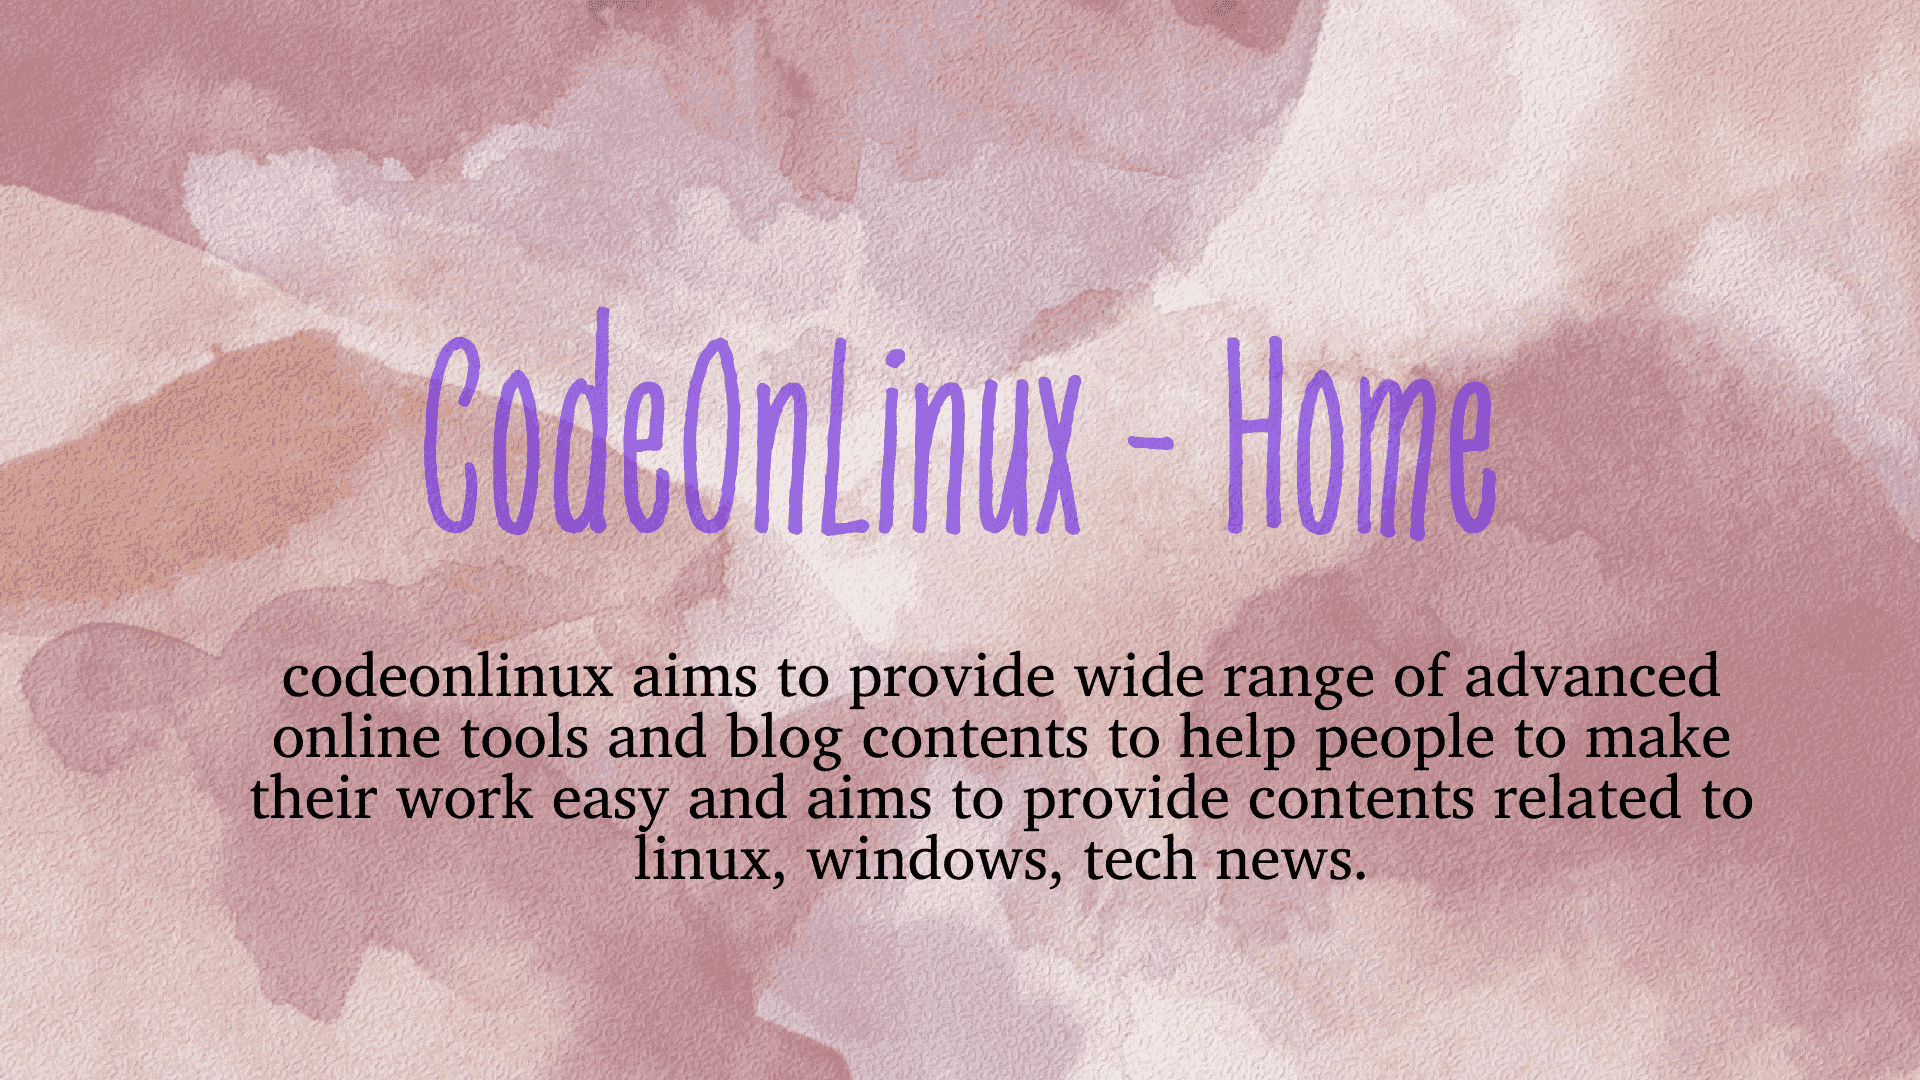 CodeOnLinux - Home
codeonlinux aims to provide wide range of advanced
online tools and blog contents to help people to make
their work easy and aims to provide contents related to
linux, windows, tech news.